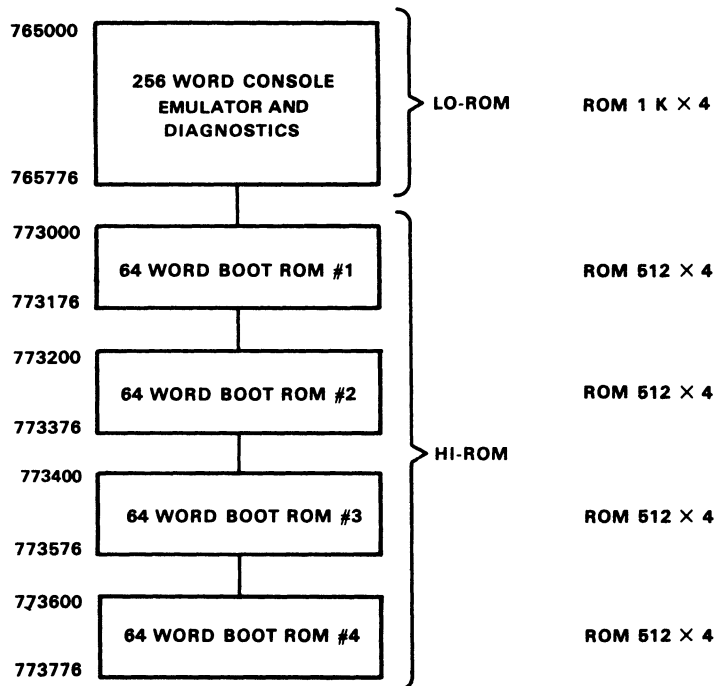 765000
256 WORD CONSOLE
EMULATOR AND
DIAGNOSTICS
LO-ROM
ROM 1 K × 4
765776
773000
64 WORD BOOT ROM #1
ROM 512 × 4
773176
773200
64 WORD BOOT ROM #2
ROM 512 × 4
773376
HI-ROM
773400
64 WORD BOOT ROM #3
ROM 512 × 4
773576
773600
64 WORD BOOT ROM #4
ROM 512 × 4
773776